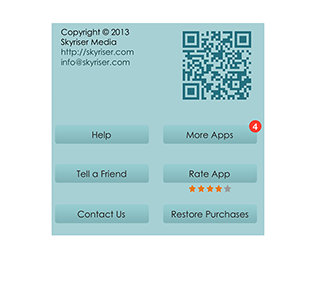 Copyright © 2013
Skyriser Media
http://skyriser.com
info@skyriser.com
4
Help
More Apps
Tell a Friend
Rate App
Contact Us
Restore Purchases